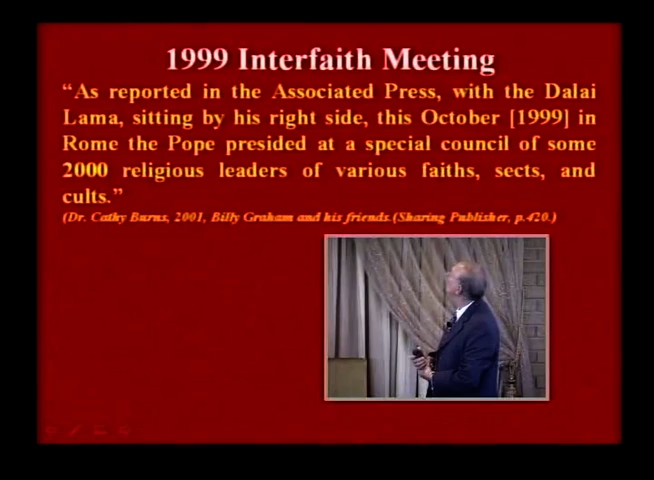 1999 Interfaith Meeting
“As reported in the Associated Press, with the Dalai
Lama, sitting by his right side, this October [1999] in
Rome the Pope presided at a special council of some
2000 religious leaders of various faiths, sects, and
cults.”
(Dr. Cathy Burns, 2001, Billy Graham and his friends.(Sharing Publisher, p.420.)